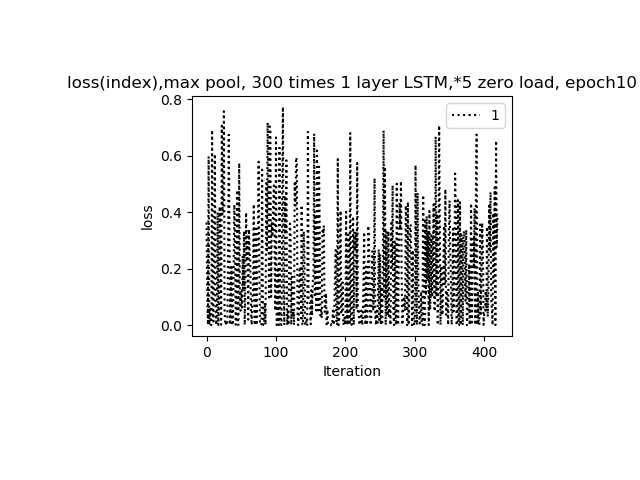 loss(index),max pool, 300 times 1 layer LSTM,*5 zero load, epoch10
0.8
0.6
0.4
0.2
0.0
loss
1
0 100 200 300 400
Iteration